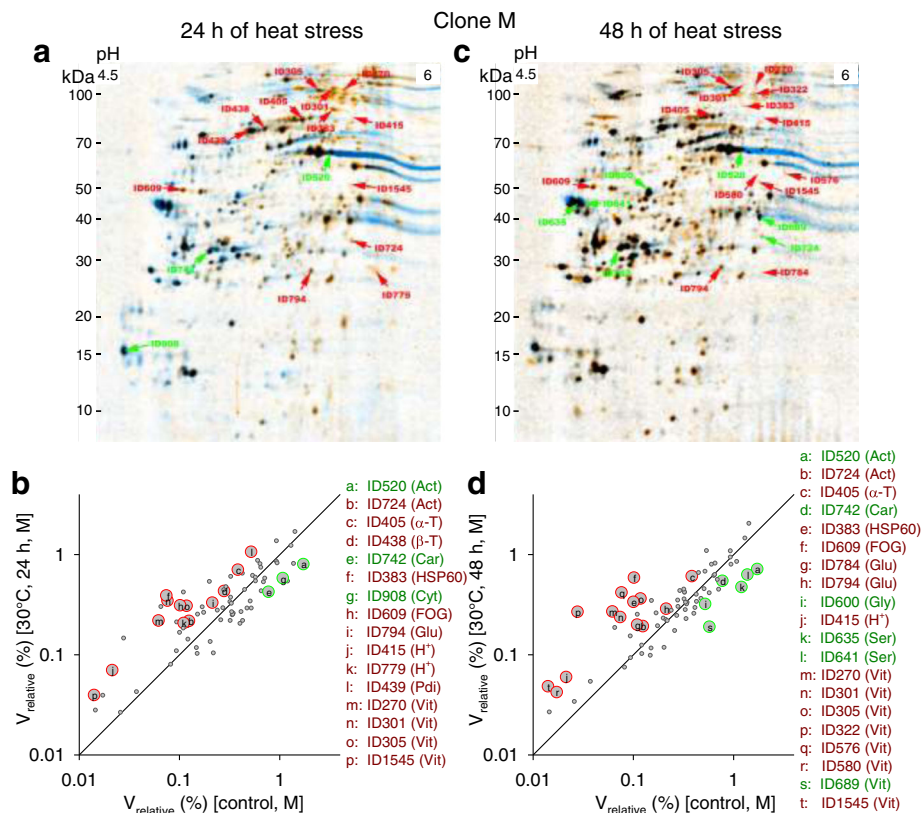 Clone M
24 h of heat stress
48 h of heat stress
a
pH
kDa 4.5
6
100
70
50
40
30
20
15
10
ID305
ID270
ID438
ID405
ID301
ID383
ID415
ID439
ID520
ID609
ID1545
ID724
ID742
ID794
ID779
ID908
c
pH
kDa 4.5
6
100
70
50
40
30
20
15
10
ID305
ID270
ID322
ID301
ID383
ID405
ID415
ID520
ID576
ID609
ID600
ID1545
ID580
ID641
ID635
ID689
ID724
ID742
ID784
ID794
b
V relative (%) [30°C, 24 h, M]
1
0.1
0.01
0.01
0.1
1
V relative (%) [control, M]
a: ID520 (Act)
b: ID724 (Act)
c: ID405 (α-T)
d: ID438 (β-T)
e: ID742 (Car)
f: ID383 (HSP60)
g: ID908 (Cyt)
h: ID609 (FOG)
i: ID794 (Glu)
j: ID415 (H⁺)
k: ID779 (H⁺)
l: ID439 (Pdi)
m: ID270 (Vit)
n: ID301 (Vit)
o: ID305 (Vit)
p: ID1545 (Vit)
d
V relative (%) [30°C, 48 h, M]
1
0.1
0.01
0.01
0.1
1
V relative (%) [control, M]
a: ID520 (Act)
b: ID724 (Act)
c: ID405 (α-T)
d: ID742 (Car)
e: ID383 (HSP60)
f: ID609 (FOG)
g: ID784 (Glu)
h: ID794 (Glu)
i: ID600 (Gly)
j: ID415 (H⁺)
k: ID635 (Ser)
l: ID641 (Ser)
m: ID270 (Vit)
n: ID301 (Vit)
o: ID305 (Vit)
p: ID322 (Vit)
q: ID576 (Vit)
r: ID580 (Vit)
s: ID689 (Vit)
t: ID1545 (Vit)